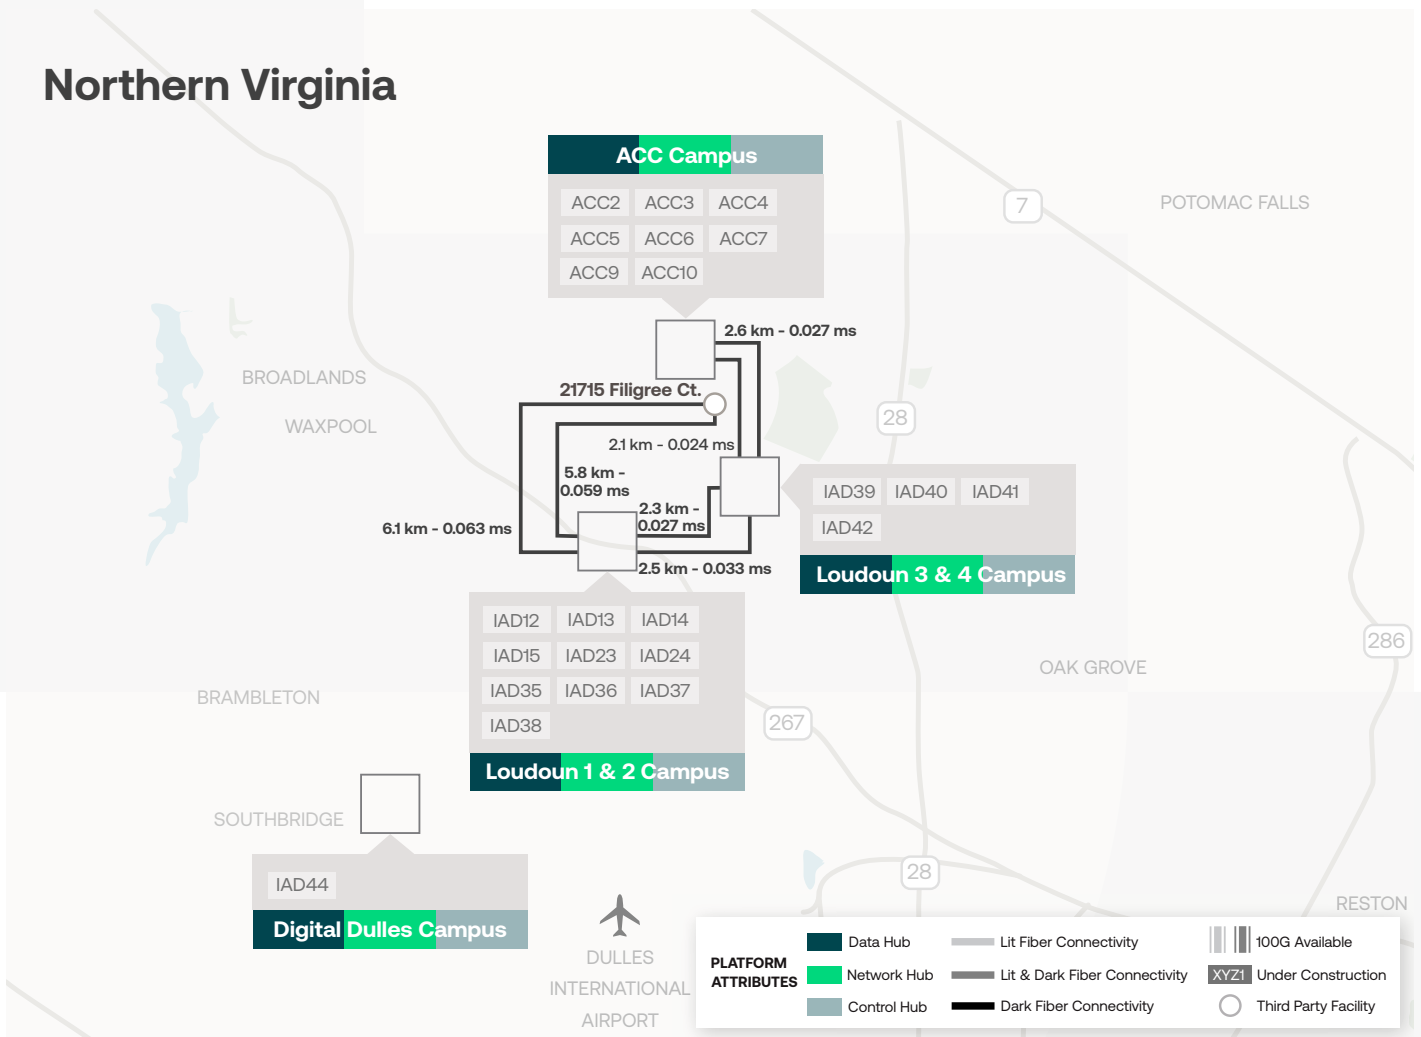 Northern Virginia
ACC Campus
ACC2 ACC3 ACC4
ACC5 ACC6 ACC7
ACC9 ACC10
7
POTOMAC FALLS
2.6 km - 0.027 ms
BROADLANDS
21715 Filigree Ct.
WAXPOOL
28
2.1 km - 0.024 ms
5.8 km -
0.059 ms
IAD39 IAD40 IAD41
IAD42
2.3 km -
0.027 ms
6.1 km - 0.063 ms
2.5 km - 0.033 ms
Loudoun 3 & 4 Campus
IAD12 IAD13 IAD14
IAD15 IAD23 IAD24
IAD35 IAD36 IAD37
IAD38
Loudoun 1 & 2 Campus
286
OAK GROVE
BRAMBLETON
267
SOUTHBRIDGE
28
IAD44
Digital Dulles Campus
RESTON
DULLES
INTERNATIONAL
AIRPORT
PLATFORM
ATTRIBUTES
Data Hub
Network Hub
Control Hub
Lit Fiber Connectivity
Lit & Dark Fiber Connectivity
Dark Fiber Connectivity
100G Available
XYZ1 Under Construction
Third Party Facility